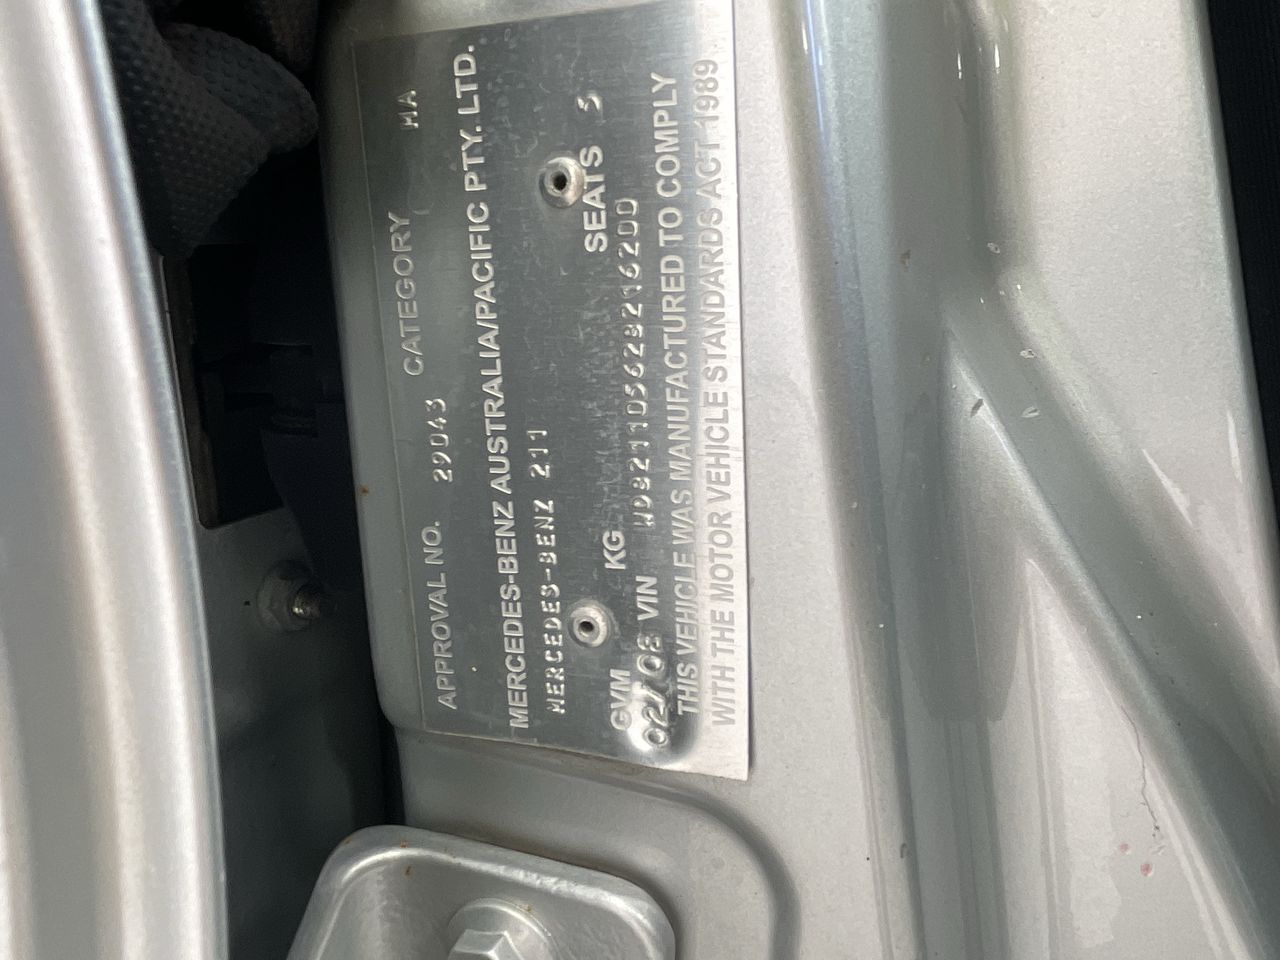 APPROVAL NO. 29043 CATEGORY MA
MERCEDES-BENZ AUSTRALIA/PACIFIC PTY. LTD.
MERCEDES-BENZ 211
GVM KG SEATS 5
02/08 VIN WDB2110562B216200
THIS VEHICLE WAS MANUFACTURED TO COMPLY
WITH THE MOTOR VEHICLE STANDARDS ACT 1989